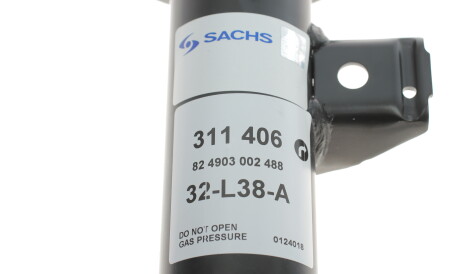 SACHS
311 406
82 4903 002 488
32-L38-A
DO NOT OPEN
GAS PRESSURE 0124018